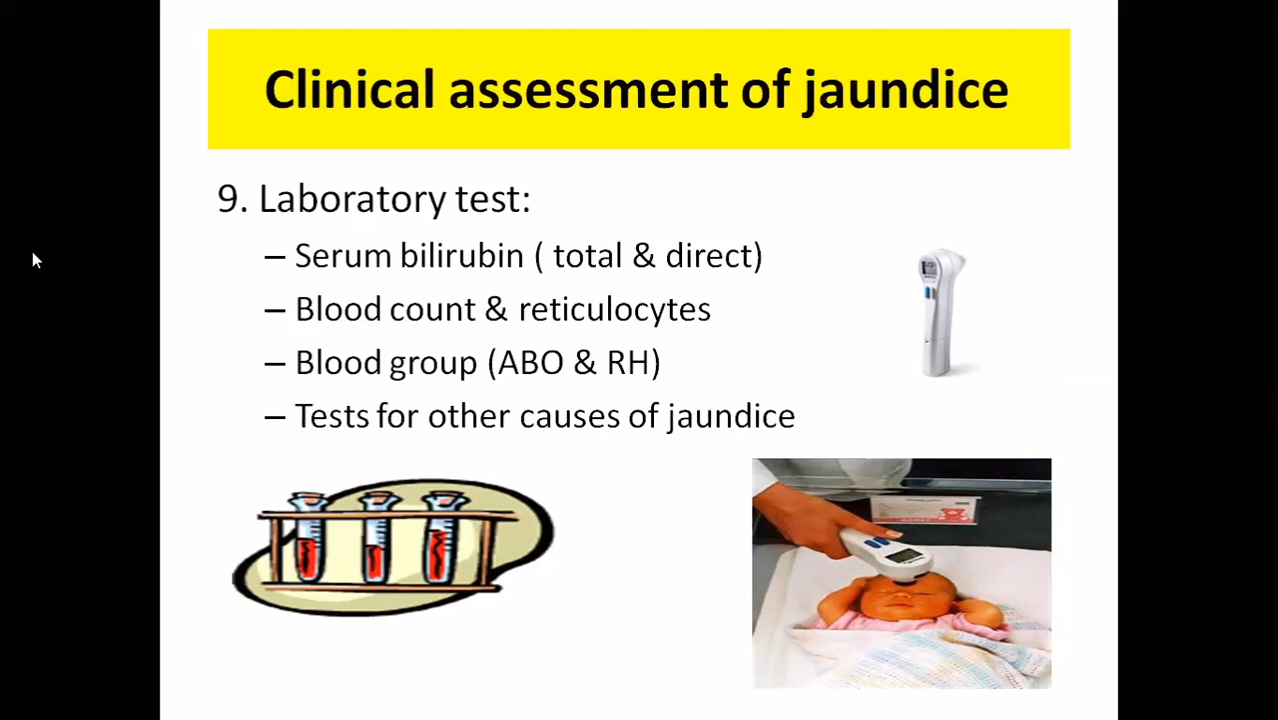 Clinical assessment of jaundice
9. Laboratory test:
– Serum bilirubin ( total & direct)
– Blood count & reticulocytes
– Blood group (ABO & RH)
– Tests for other causes of jaundice